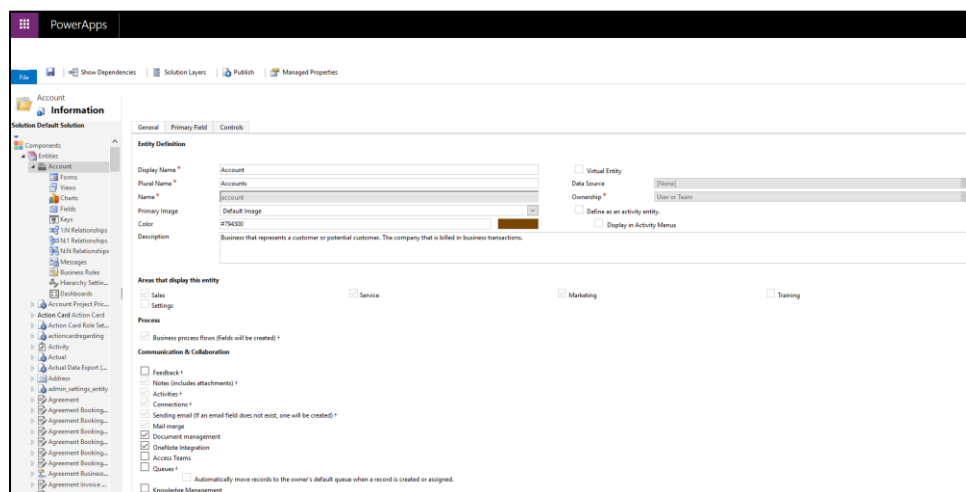 PowerApps
File
Show Dependencies
Solution Layers
Publish
Managed Properties
Account
Information
Solution Default Solution
Components
Entities
Account
Forms
Views
Charts
Fields
Keys
1:N Relationships
N:1 Relationships
N:N Relationships
Messages
Business Rules
Hierarchy Settin...
Dashboards
Account Project Pric...
Action Card Action Card
Action Card Role Set...
actioncardregarding
Activity
Actual
Actual Data Export (...
Address
admin_settings_entity
Agreement
Agreement Booking...
Agreement Booking...
Agreement Booking...
Agreement Booking...
Agreement Booking...
Agreement Booking...
Agreement Business...
Agreement Invoice ...
General Primary Field Controls
Entity Definition
Display Name * Account
Plural Name * Accounts
Name * account
Primary Image Default Image
Color #794300
Description Business that represents a customer or potential customer. The company that is billed in business transactions.
Virtual Entity
Data Source [None]
Ownership * User or Team
Define as an activity entity.
Display in Activity Menus
Areas that display this entity
Sales Service Marketing Training
Settings
Process
Business process flows (fields will be created) +
Communication & Collaboration
Feedback +
Notes (includes attachments) +
Activities +
Connections +
Sending email (If an email field does not exist, one will be created) +
Mail merge
Document management
OneNote Integration
Access Teams
Queues +
Automatically move records to the owner's default queue when a record is created or assigned.
Knowledge Management